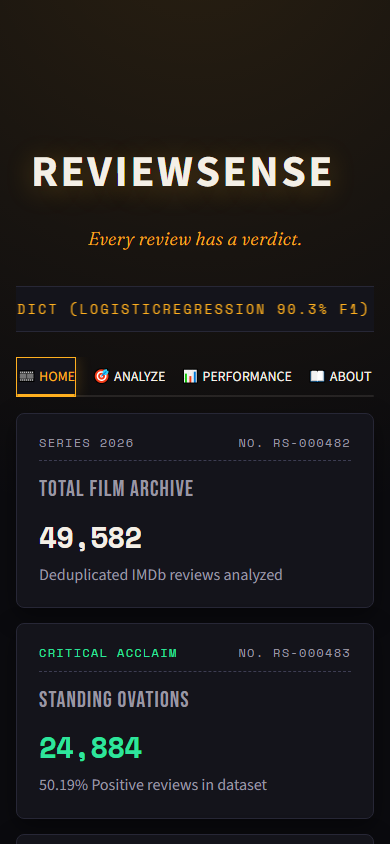 REVIEWSENSE
Every review has a verdict.
DICT (LOGISTICREGRESSION 90.3% F1)
HOME ANALYZE PERFORMANCE ABOUT
SERIES 2026 NO. RS-000482
TOTAL FILM ARCHIVE
49,582
Deduplicated IMDb reviews analyzed
CRITICAL ACCLAIM NO. RS-000483
STANDING OVATIONS
24,884
50.19% Positive reviews in dataset